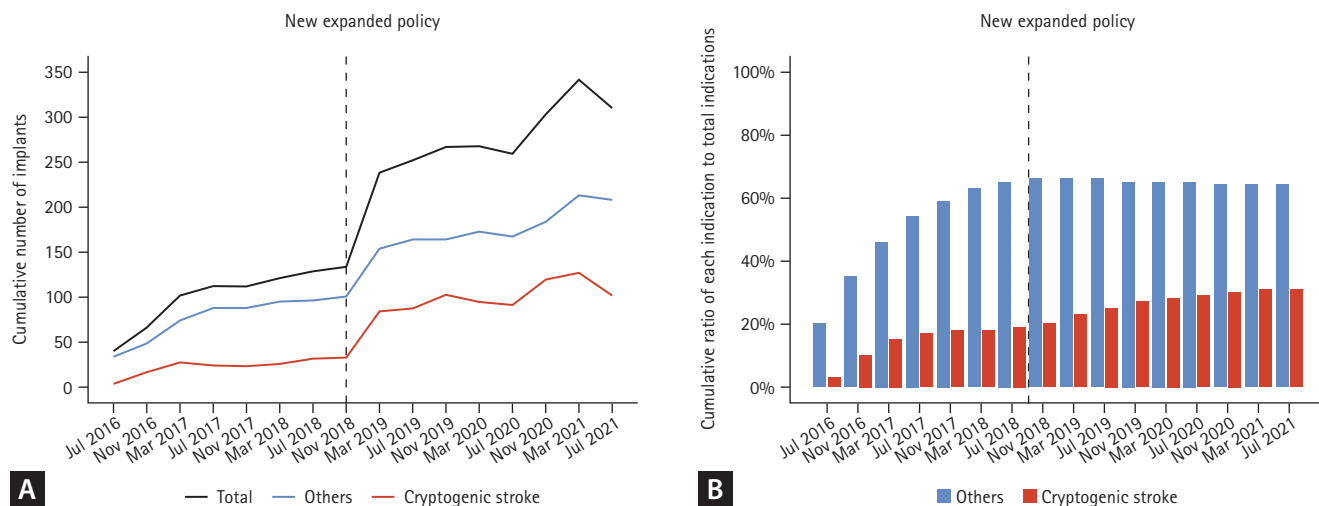 New expanded policy
Cumulative number of implants
350
300
250
200
150
100
50
0
Jul 2016
Nov 2016
Mar 2017
Jul 2017
Nov 2017
Mar 2018
Jul 2018
Nov 2018
Mar 2019
Jul 2019
Nov 2019
Mar 2020
Jul 2020
Nov 2020
Mar 2021
Jul 2021
A
Total
Others
Cryptogenic stroke
New expanded policy
Cumulative ratio of each indication to total indications
100%
80%
60%
40%
20%
0%
Jul 2016
Nov 2016
Mar 2017
Jul 2017
Nov 2017
Mar 2018
Jul 2018
Nov 2018
Mar 2019
Jul 2019
Nov 2019
Mar 2020
Jul 2020
Nov 2020
Mar 2021
Jul 2021
B
Others
Cryptogenic stroke